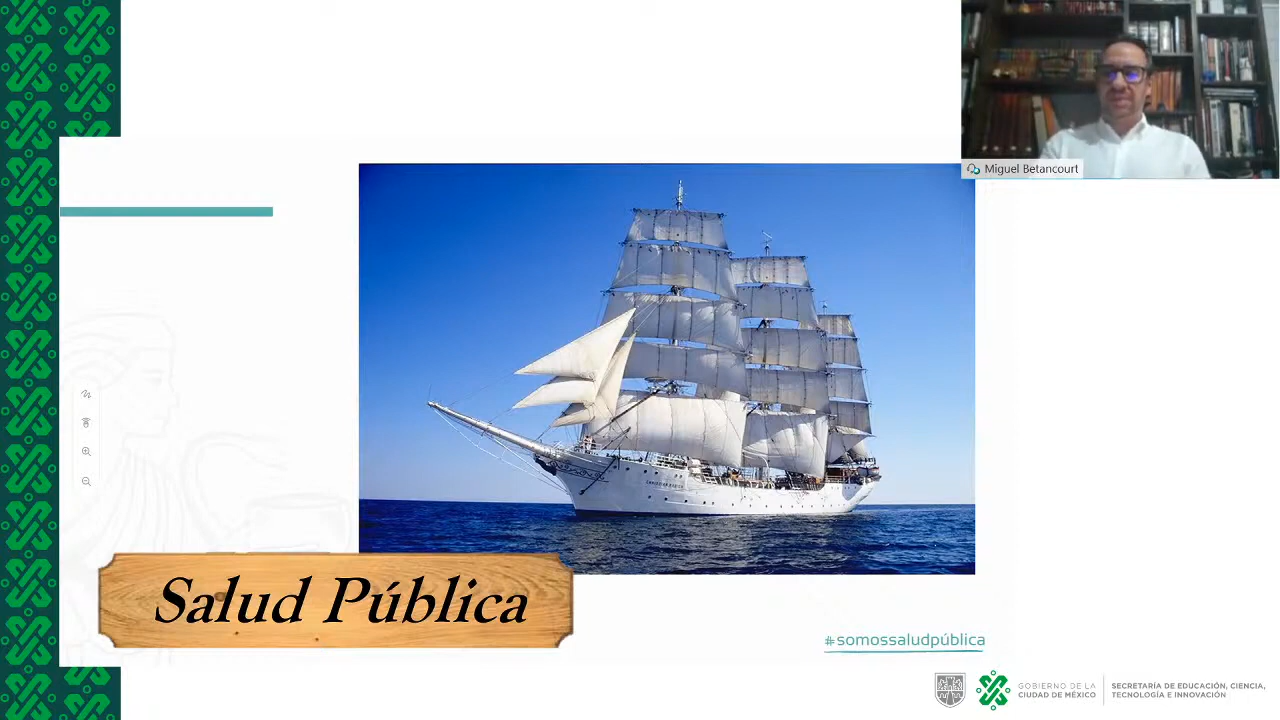 Miguel Betancourt
Salud Pública
#somossaludpública
GOBIERNO DE LA
CIUDAD DE MÉXICO
SECRETARÍA DE EDUCACIÓN, CIENCIA,
TECNOLOGÍA E INNOVACIÓN